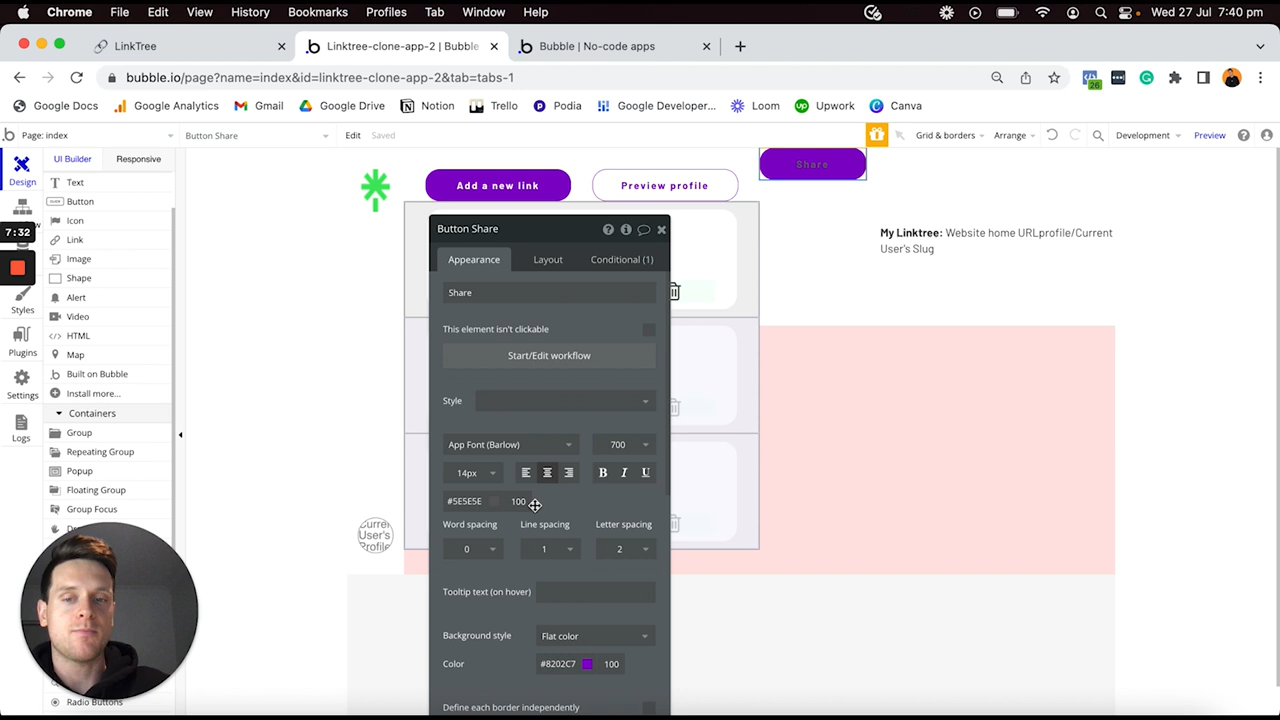 Chrome File Edit View History Bookmarks Profiles Tab Window Help Wed 27 Jul 7:40 pm
LinkTree Linktree-clone-app-2 | Bubble Bubble | No-code apps
bubble.io/page?name=index&id=linktree-clone-app-2&tab=tabs-1
26
Google Docs Google Analytics Gmail Google Drive Notion Trello Podia Google Developer... Loom Upwork Canva
Page: index Button Share Edit Saved Grid & borders Arrange Development Preview
UI Builder Responsive
Share
Design
Text
Button
Icon
Link
Image
Shape
Alert
Video
HTML
Map
Built on Bubble
Install more...
Containers
Group
Repeating Group
Popup
Floating Group
Group Focus
Radio Buttons
7:32
Styles
Plugins
Settings
Logs
Add a new link Preview profile
My Linktree: Website home URLprofile/Current
User's Slug
Current
User's
Profile
Button Share
Appearance Layout Conditional (1)
Share
This element isn't clickable
Start/Edit workflow
Style
App Font (Barlow) 700
14px B I U
#5E5E5E 100
Word spacing Line spacing Letter spacing
0 1 2
Tooltip text (on hover)
Background style Flat color
Color #8202C7 100
Define each border independently